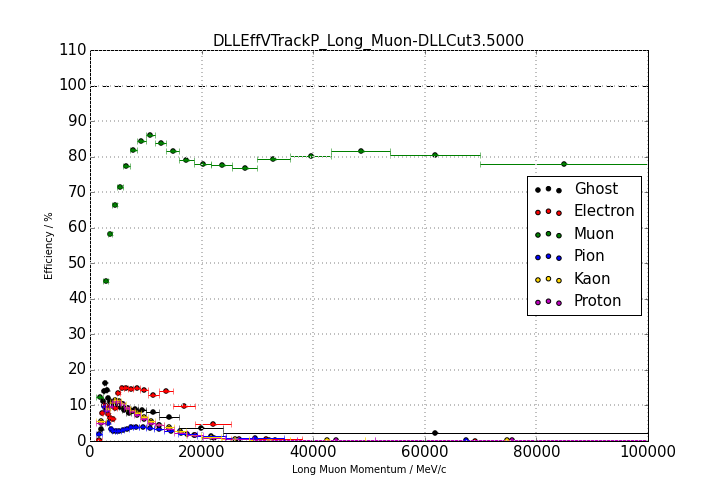 DLLEffVTrackP_Long_Muon-DLLCut3.5000
110
100
90
80
70
60
50
40
30
20
10
0
Efficiency / %
Ghost
Electron
Muon
Pion
Kaon
Proton
0 20000 40000 60000 80000 100000
Long Muon Momentum / MeV/c